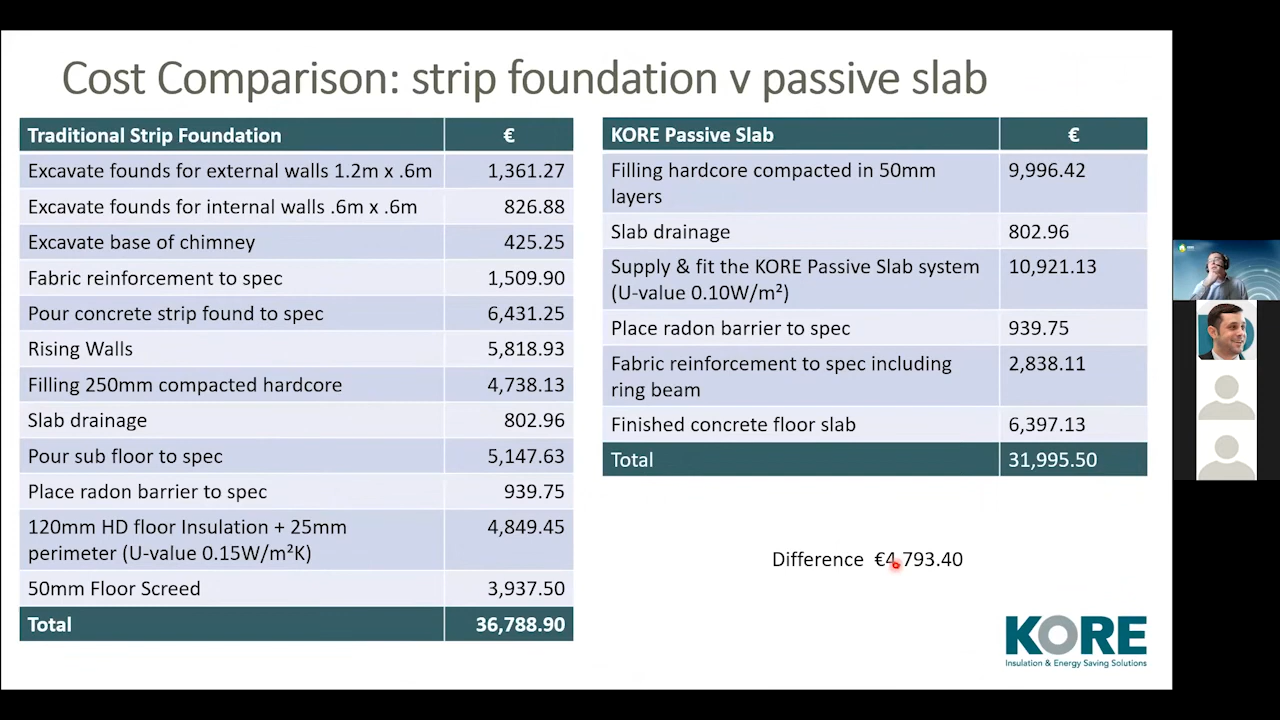 Cost Comparison: strip foundation v passive slab
Traditional Strip Foundation €
Excavate founds for external walls 1.2m x .6m 1,361.27
Excavate founds for internal walls .6m x .6m 826.88
Excavate base of chimney 425.25
Fabric reinforcement to spec 1,509.90
Pour concrete strip found to spec 6,431.25
Rising Walls 5,818.93
Filling 250mm compacted hardcore 4,738.13
Slab drainage 802.96
Pour sub floor to spec 5,147.63
Place radon barrier to spec 939.75
120mm HD floor Insulation + 25mm 4,849.45
perimeter (U-value 0.15W/m²K)
50mm Floor Screed 3,937.50
Total 36,788.90
KORE Passive Slab €
Filling hardcore compacted in 50mm 9,996.42
layers
Slab drainage 802.96
Supply & fit the KORE Passive Slab system 10,921.13
(U-value 0.10W/m²)
Place radon barrier to spec 939.75
Fabric reinforcement to spec including 2,838.11
ring beam
Finished concrete floor slab 6,397.13
Total 31,995.50
Difference €4,793.40
KORE
Insulation & Energy Saving Solutions